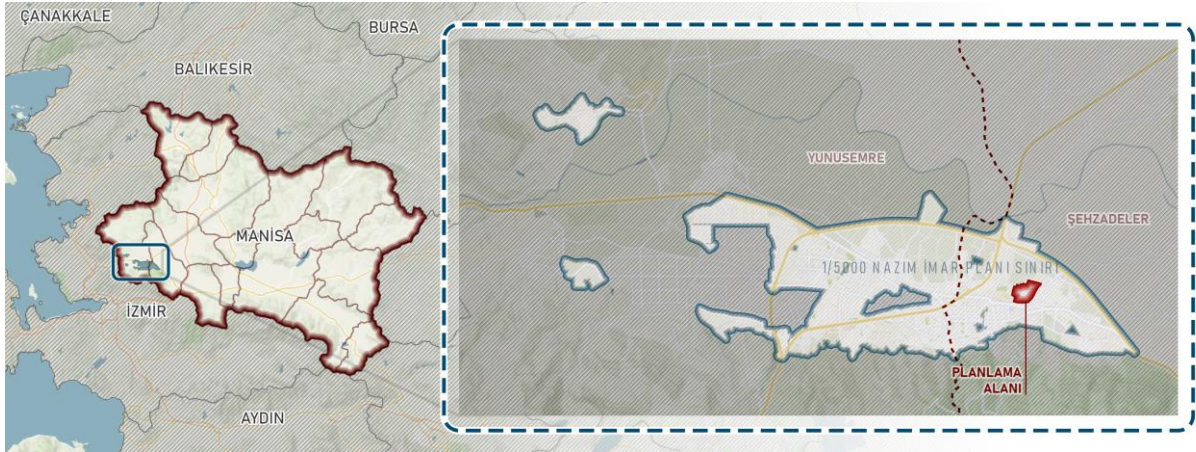 ÇANAKKALE
BURSA
BALIKESİR
MANİSA
İZMİR
AYDIN
YUNUSEMRE
ŞEHZADELER
1/5000 NAZIM İMAR PLANI SINIRI
PLANLAMA
ALANI